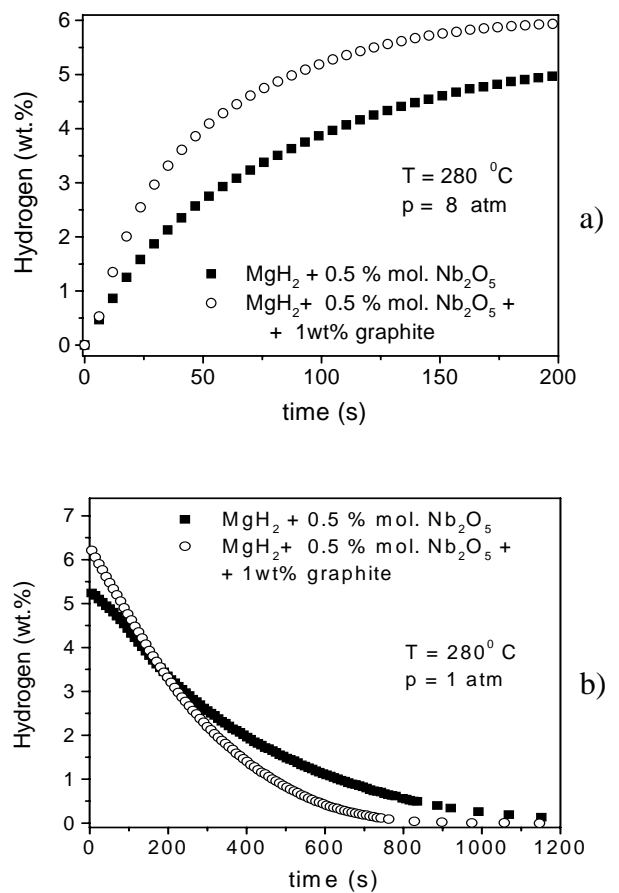 6
5
4
3
2
1
0
Hydrogen (wt.%)
T = 280 ⁰C
p = 8 atm
MgH₂ + 0.5 % mol. Nb₂O₅
MgH₂+ 0.5 % mol. Nb₂O₅ +
+ 1wt% graphite
0 50 100 150 200
time (s)
a)
7
6
5
4
3
2
1
0
Hydrogen (wt.%)
MgH₂ + 0.5 % mol. Nb₂O₅
MgH₂+ 0.5 % mol. Nb₂O₅ +
+ 1wt% graphite
T = 280⁰ C
p = 1 atm
0 200 400 600 800 1000 1200
time (s)
b)